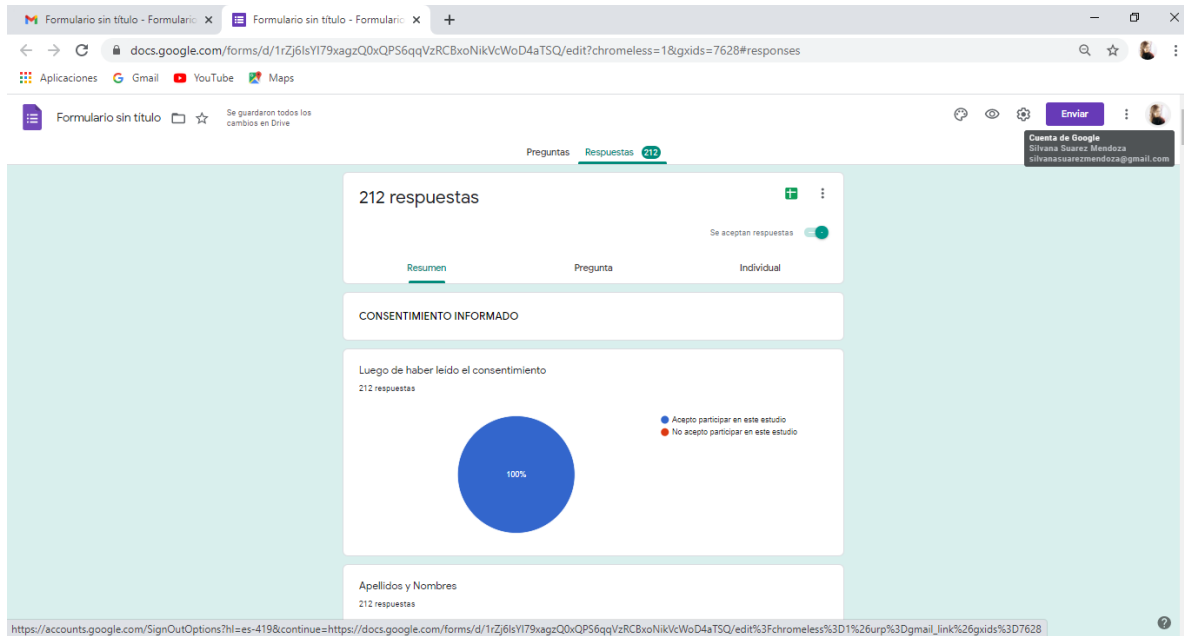 Formulario sin título - Formulario
Formulario sin título - Formulario
docs.google.com/forms/d/1rZj6IsYI79xagzQ0xQPS6qqVzRCBxoNikVcWoD4aTSQ/edit?chromeless=1&gxids=7628#responses
Aplicaciones Gmail YouTube Maps
Formulario sin título
Se guardaron todos los
cambios en Drive
Enviar
Cuenta de Google
Silvana Suarez Mendoza
silvanasuarezmendoza@gmail.com
Preguntas Respuestas 212
212 respuestas
Se aceptan respuestas
Resumen Pregunta Individual
CONSENTIMIENTO INFORMADO
Luego de haber leido el consentimiento
212 respuestas
Acepto participar en este estudio
No acepto participar en este estudio
100%
Apellidos y Nombres
212 respuestas
https://accounts.google.com/SignOutOptions?hl=es-419&continue=https://docs.google.com/forms/d/1rZj6IsYI79xagzQ0xQPS6qqVzRCBxoNikVcWoD4aTSQ/edit%3Fchromeless%3D1%26urp%3Dgmail_link%26gxids%3D7628